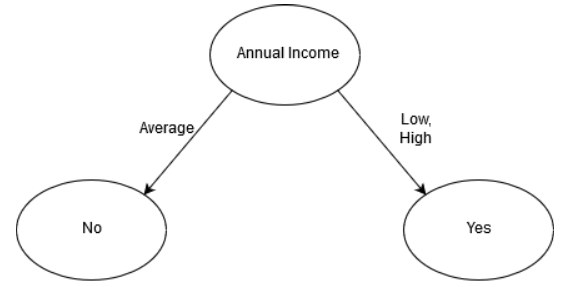 Annual Income
Average
Low,
High
No
Yes